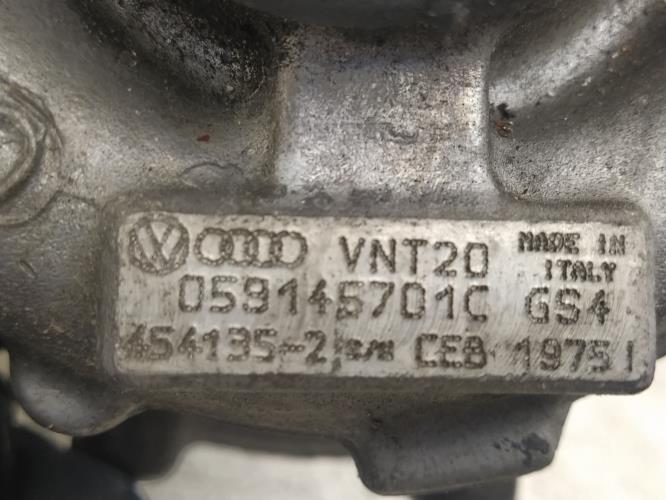 VNT20 MADE IN ITALY
059145701C GS4
454135-2 S/N CEB 1975